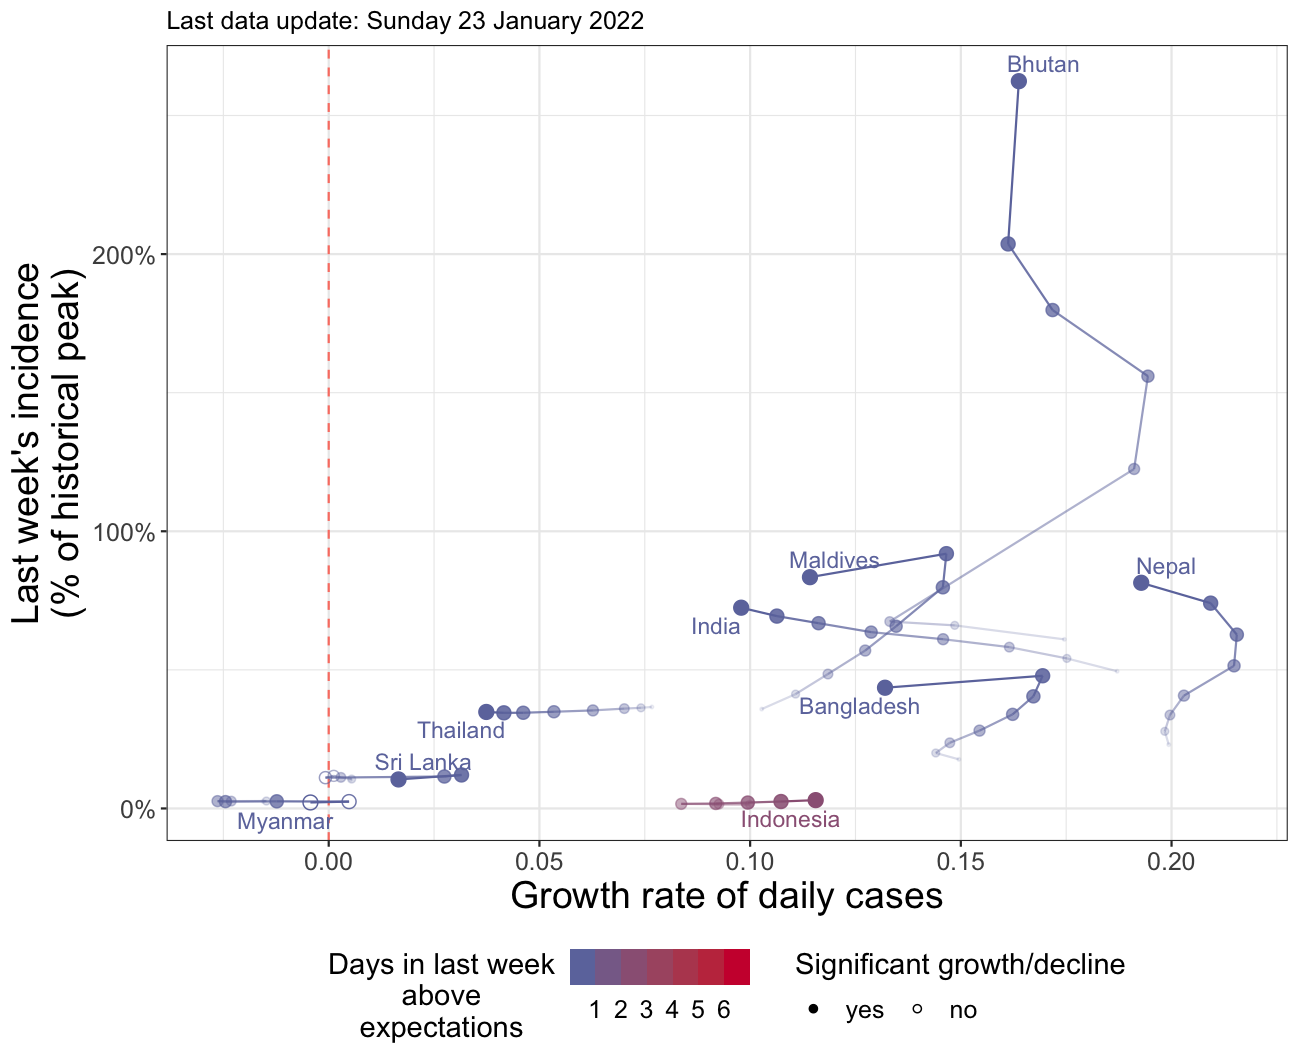 Last data update: Sunday 23 January 2022
Bhutan
200%
100%
0%
Last week's incidence
(% of historical peak)
Maldives
Nepal
India
Bangladesh
Thailand
Sri Lanka
Myanmar
Indonesia
0.00 0.05 0.10 0.15 0.20
Growth rate of daily cases
Days in last week
above
expectations
1 2 3 4 5 6
Significant growth/decline
yes no